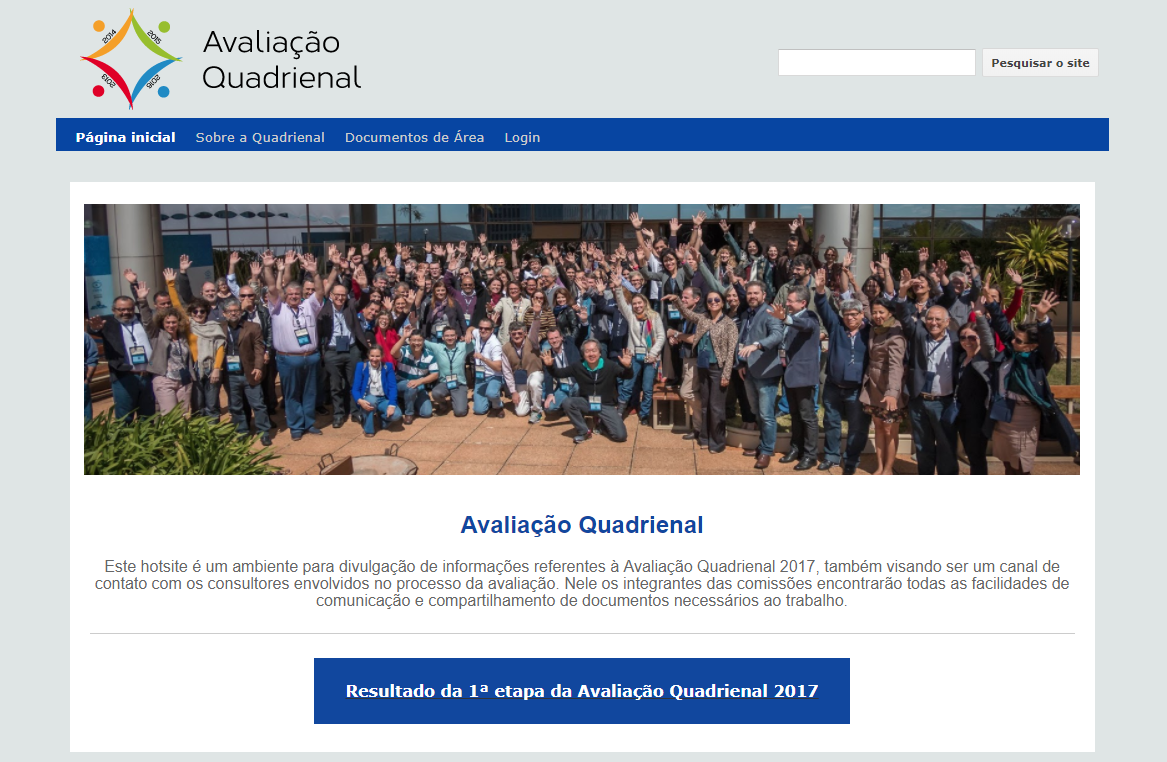 2014
2015
2013
2016
Avaliação
Quadrienal
Pesquisar o site
Página inicial
Sobre a Quadrienal
Documentos de Área
Login
Avaliação Quadrienal
Este hotsite é um ambiente para divulgação de informações referentes à Avaliação Quadrienal 2017, também visando ser um canal de
contato com os consultores envolvidos no processo da avaliação. Nele os integrantes das comissões encontrarão todas as facilidades de
comunicação e compartilhamento de documentos necessários ao trabalho.
Resultado da 1ª etapa da Avaliação Quadrienal 2017